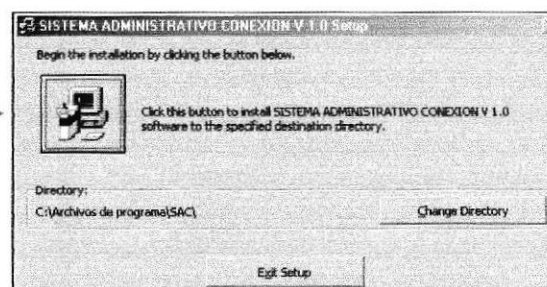 SISTEMA ADMINISTRATIVO CONEXION V 1.0 Setup
Begin the installation by clicking the button below.
Click this button to install SISTEMA ADMINISTRATIVO CONEXION V 1.0
software to the specified destination directory.
Directory:
C:\Archivos de programa\SAC\
Change Directory
Exit Setup